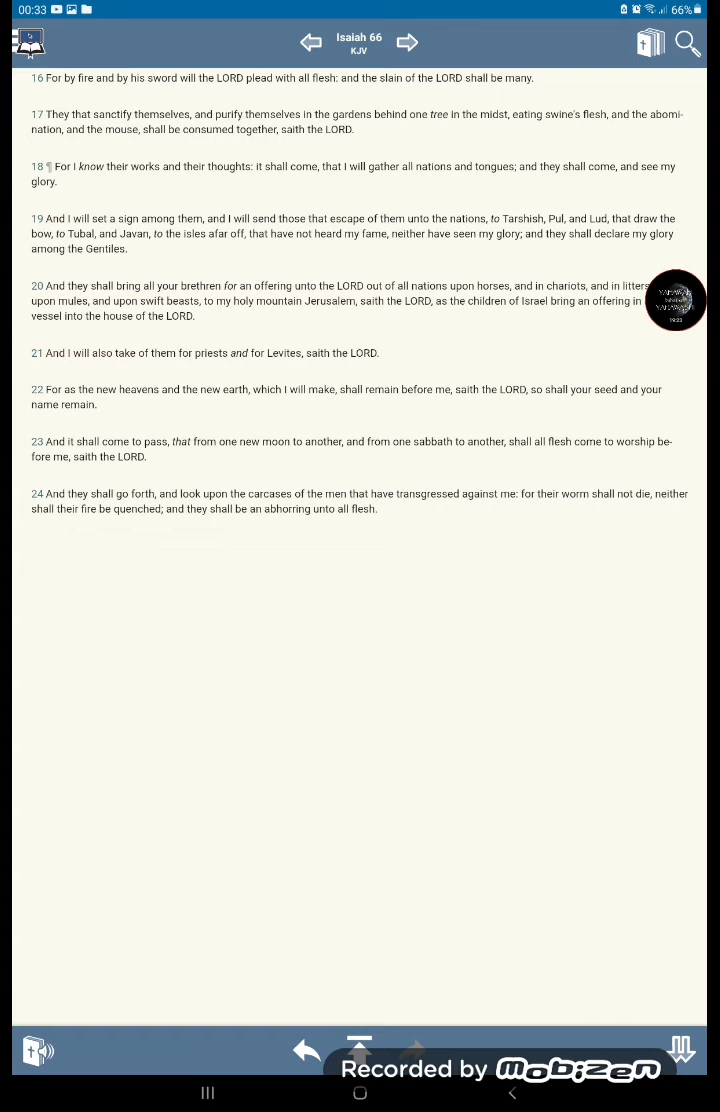 00:33
66%
Isaiah 66
KJV
16 For by fire and by his sword will the LORD plead with all flesh: and the slain of the LORD shall be many.
17 They that sanctify themselves, and purify themselves in the gardens behind one tree in the midst, eating swine's flesh, and the abomi-
nation, and the mouse, shall be consumed together, saith the LORD.
18 ¶ For I know their works and their thoughts: it shall come, that I will gather all nations and tongues; and they shall come, and see my
glory.
19 And I will set a sign among them, and I will send those that escape of them unto the nations, to Tarshish, Pul, and Lud, that draw the
bow, to Tubal, and Javan, to the isles afar off, that have not heard my fame, neither have seen my glory; and they shall declare my glory
among the Gentiles.
20 And they shall bring all your brethren for an offering unto the LORD out of all nations upon horses, and in chariots, and in litters
upon mules, and upon swift beasts, to my holy mountain Jerusalem, saith the LORD, as the children of Israel bring an offering in
vessel into the house of the LORD.
YAHAWAH
YAHAWASHI
19:23
21 And I will also take of them for priests and for Levites, saith the LORD.
22 For as the new heavens and the new earth, which I will make, shall remain before me, saith the LORD, so shall your seed and your
name remain.
23 And it shall come to pass, that from one new moon to another, and from one sabbath to another, shall all flesh come to worship be-
fore me, saith the LORD.
24 And they shall go forth, and look upon the carcases of the men that have transgressed against me: for their worm shall not die, neither
shall their fire be quenched; and they shall be an abhorring unto all flesh.
Recorded by mobizen